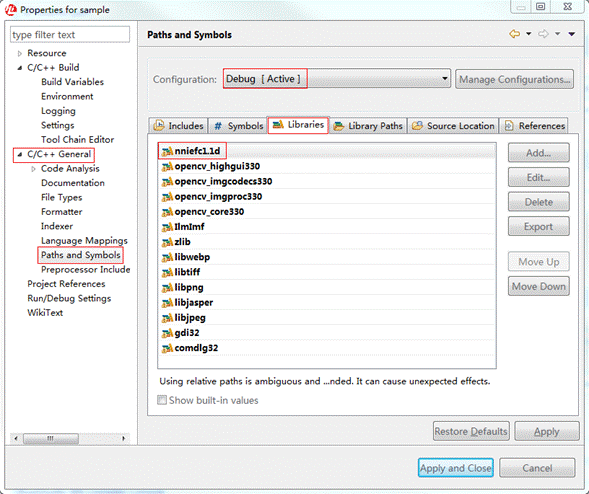 Properties for sample
type filter text
Resource
C/C++ Build
Build Variables
Environment
Logging
Settings
Tool Chain Editor
C/C++ General
Code Analysis
Documentation
File Types
Formatter
Indexer
Language Mappings
Paths and Symbols
Preprocessor Include
Project References
Run/Debug Settings
WikiText
Paths and Symbols
Configuration: Debug [ Active ] Manage Configurations...
Includes # Symbols Libraries Library Paths Source Location References
nniefc1.1d
opencv_highgui330
opencv_imgcodecs330
opencv_imgproc330
opencv_core330
IlmImf
zlib
libwebp
libtiff
libpng
libjasper
libjpeg
gdi32
comdlg32
Add...
Edit...
Delete
Export
Move Up
Move Down
Using relative paths is ambiguous and ...nded. It can cause unexpected effects.
Show built-in values
Restore Defaults Apply
Apply and Close Cancel